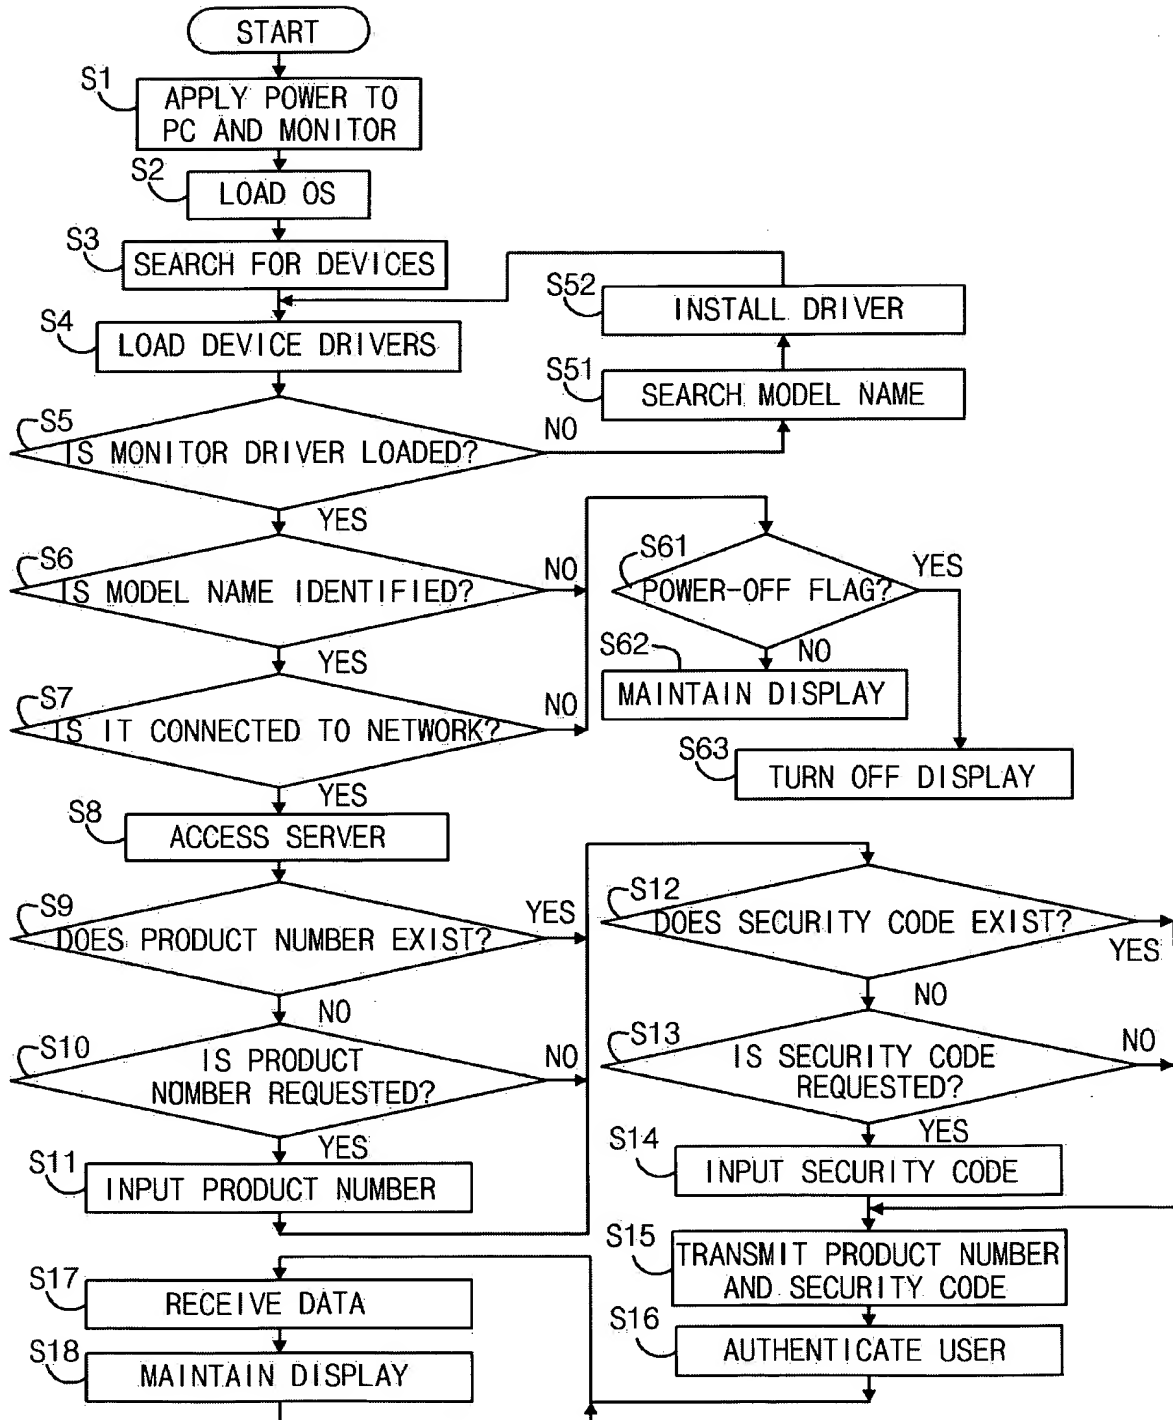 START
S1
APPLY POWER TO
PC AND MONITOR
S2
LOAD OS
S3
SEARCH FOR DEVICES
S52
INSTALL DRIVER
S4
LOAD DEVICE DRIVERS
S51
SEARCH MODEL NAME
S5
IS MONITOR DRIVER LOADED?
NO
YES
S6
IS MODEL NAME IDENTIFIED?
NO
YES
S61
POWER-OFF FLAG?
YES
NO
S62
MAINTAIN DISPLAY
S7
IS IT CONNECTED TO NETWORK?
NO
YES
S63
TURN OFF DISPLAY
S8
ACCESS SERVER
S9
DOES PRODUCT NUMBER EXIST?
YES
NO
S10
IS PRODUCT
NUMBER REQUESTED?
NO
YES
S11
INPUT PRODUCT NUMBER
S12
DOES SECURITY CODE EXIST?
YES
NO
S13
IS SECURITY CODE
REQUESTED?
NO
YES
S14
INPUT SECURITY CODE
S15
TRANSMIT PRODUCT NUMBER
AND SECURITY CODE
S16
AUTHENTICATE USER
S17
RECEIVE DATA
S18
MAINTAIN DISPLAY